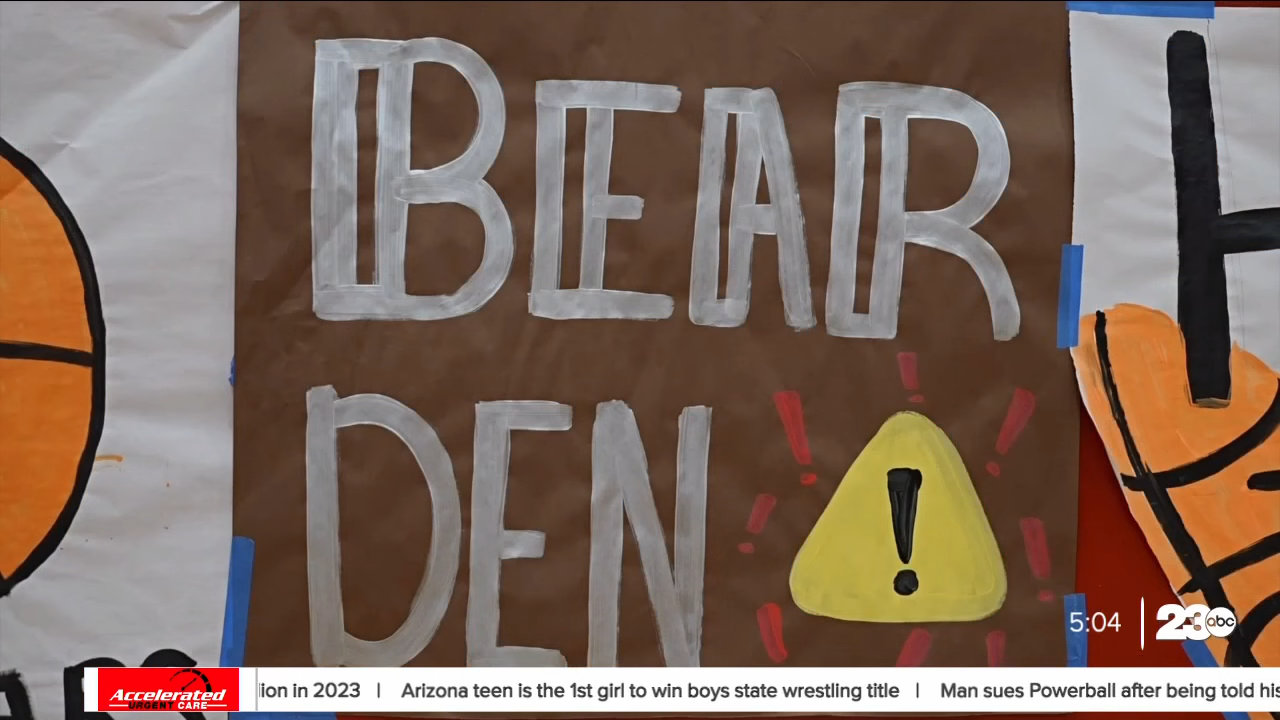 BEAR
DEN !
5:04 | 23 abc
Accelerated
URGENT CARE
ion in 2023 | Arizona teen is the 1st girl to win boys state wrestling title | Man sues Powerball after being told his